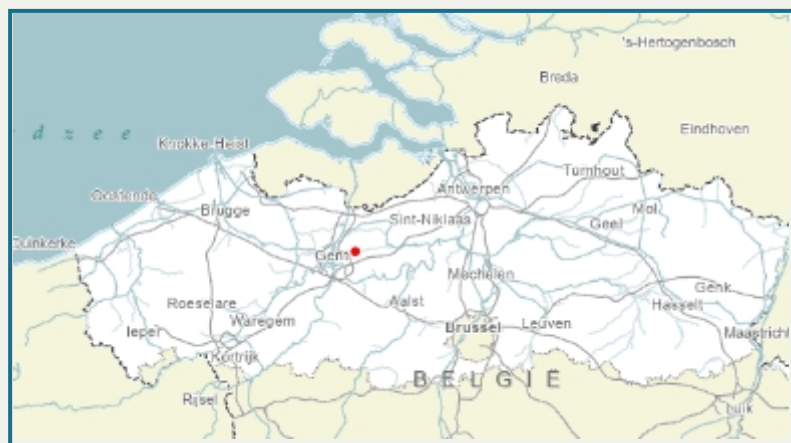 's-Hertogenbosch
Breda
Eindhoven
d z e e
Knokke-Heist
Turnhout
Antwerpen
Oostende
Mol
Brugge
Sint-Niklaas
Geel
Duinkerke
Gent
Mechelen
Genk
Roeselare
Aalst
Hasselt
Ieper
Waregem
Brussel
Leuven
Maastricht
Kortrijk
BELGIË
Rijsel
Luik